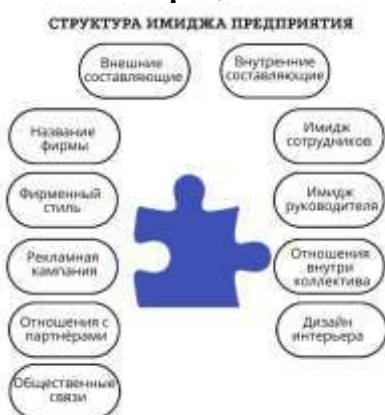 СТРУКТУРА ИМИДЖА ПРЕДПРИЯТИЯ
Внешние
составляющие
Внутренние
составляющие
Название
фирмы
Фирменный
стиль
Рекламная
кампания
Отношения с
партнёрами
Общественные
связи
Имидж
сотрудников
Имидж
руководителя
Отношения
внутри
коллектива
Дизайн
интерьера